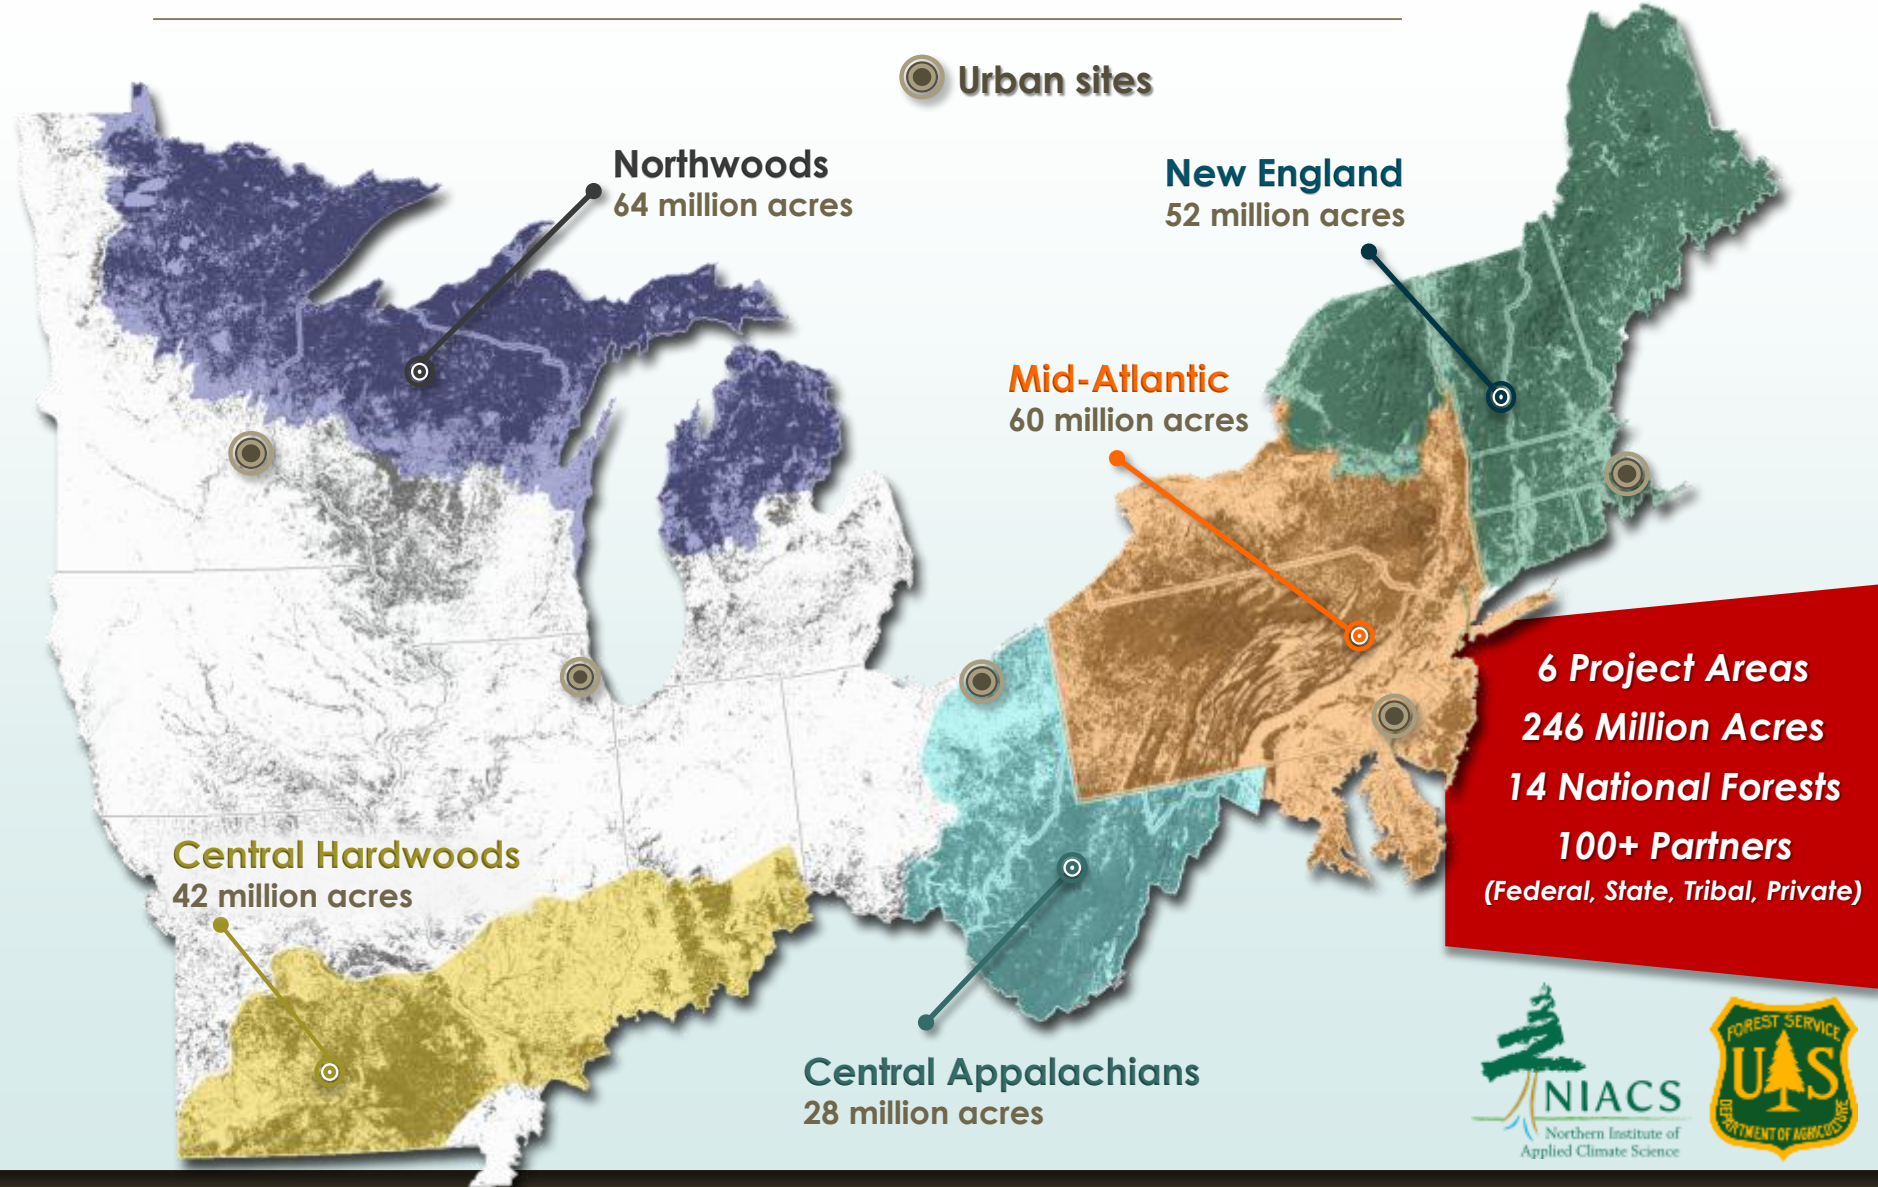 Urban sites
Northwoods
64 million acres
New England
52 million acres
Mid-Atlantic
60 million acres
Central Hardwoods
42 million acres
Central Appalachians
28 million acres
6 Project Areas
246 Million Acres
14 National Forests
100+ Partners
(Federal, State, Tribal, Private)
NIACS
Northern Institute of
Applied Climate Science
FOREST SERVICE
UAS
DEPARTMENT OF AGRICULTURE